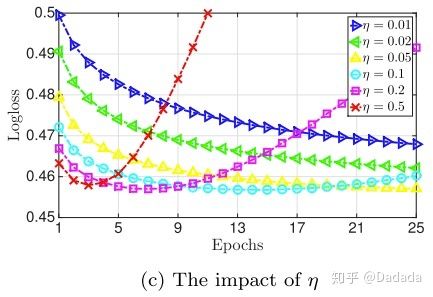 0.5
0.49
0.48
0.47
0.46
0.45
Logloss
1
5
9
13
17
21
25
Epochs
η = 0.01
η = 0.02
η = 0.05
η = 0.1
η = 0.2
η = 0.5
知乎 @Dadada
(c) The impact of η